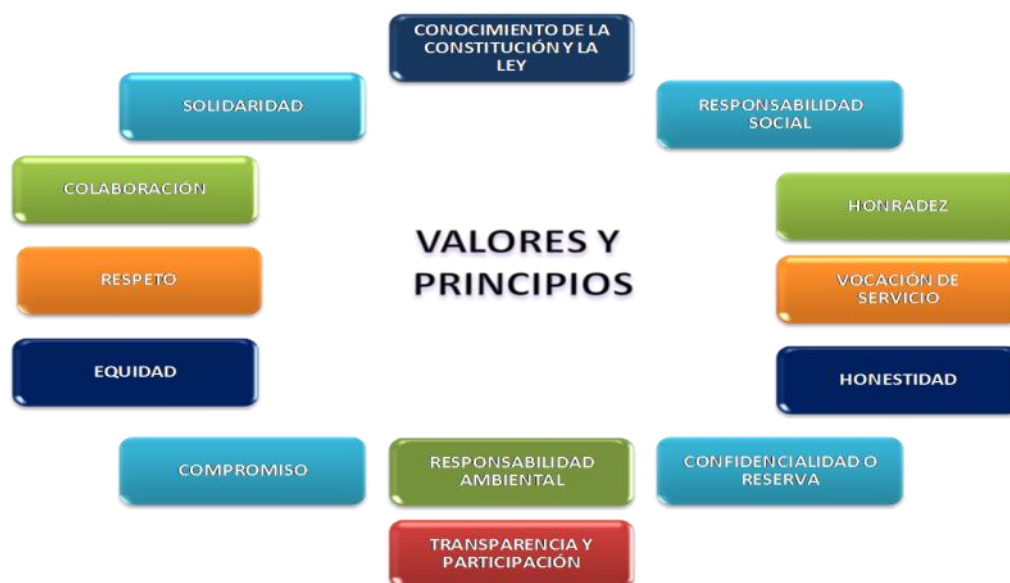 CONOCIMIENTO DE LA
CONSTITUCIÓN Y LA
LEY
SOLIDARIDAD
RESPONSABILIDAD
SOCIAL
COLABORACIÓN
HONRADEZ
VALORES Y
PRINCIPIOS
RESPETO
VOCACIÓN DE
SERVICIO
EQUIDAD
HONESTIDAD
COMPROMISO
RESPONSABILIDAD
AMBIENTAL
CONFIDENCIALIDAD O
RESERVA
TRANSPARENCIA Y
PARTICIPACIÓN